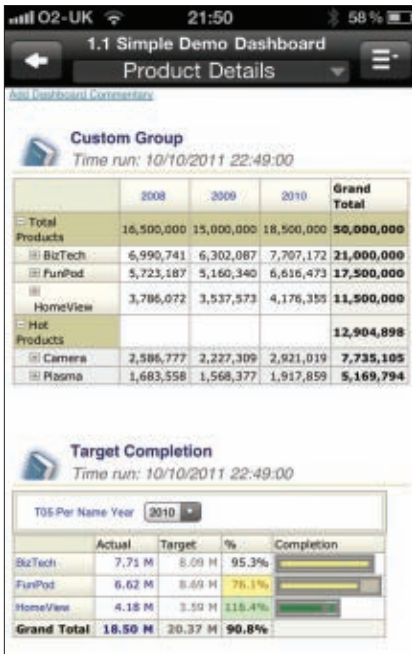 O2-UK 21:50 58%
1.1 Simple Demo Dashboard
Product Details
Add Dashboard Commentary
Custom Group
Time run: 10/10/2011 22:49:00
2008 2009 2010 Grand
Total
Total
Products 16,500,000 15,000,000 18,500,000 50,000,000
BizTech 6,990,741 6,302,087 7,707,172 21,000,000
FunPod 5,723,187 5,160,340 6,616,473 17,500,000
HomeView 3,786,072 3,537,573 4,176,355 11,500,000
Hot
Products 12,904,898
Camera 2,586,777 2,227,309 2,921,019 7,735,105
Plasma 1,683,558 1,568,377 1,917,859 5,169,794
Target Completion
Time run: 10/10/2011 22:49:00
T05 Per Name Year 2010
Actual Target % Completion
BizTech 7.71 M 8.09 M 95.3%
FunPod 6.62 M 8.69 M 76.1%
HomeView 4.18 M 3.59 M 116.4%
Grand Total 18.50 M 20.37 M 90.8%